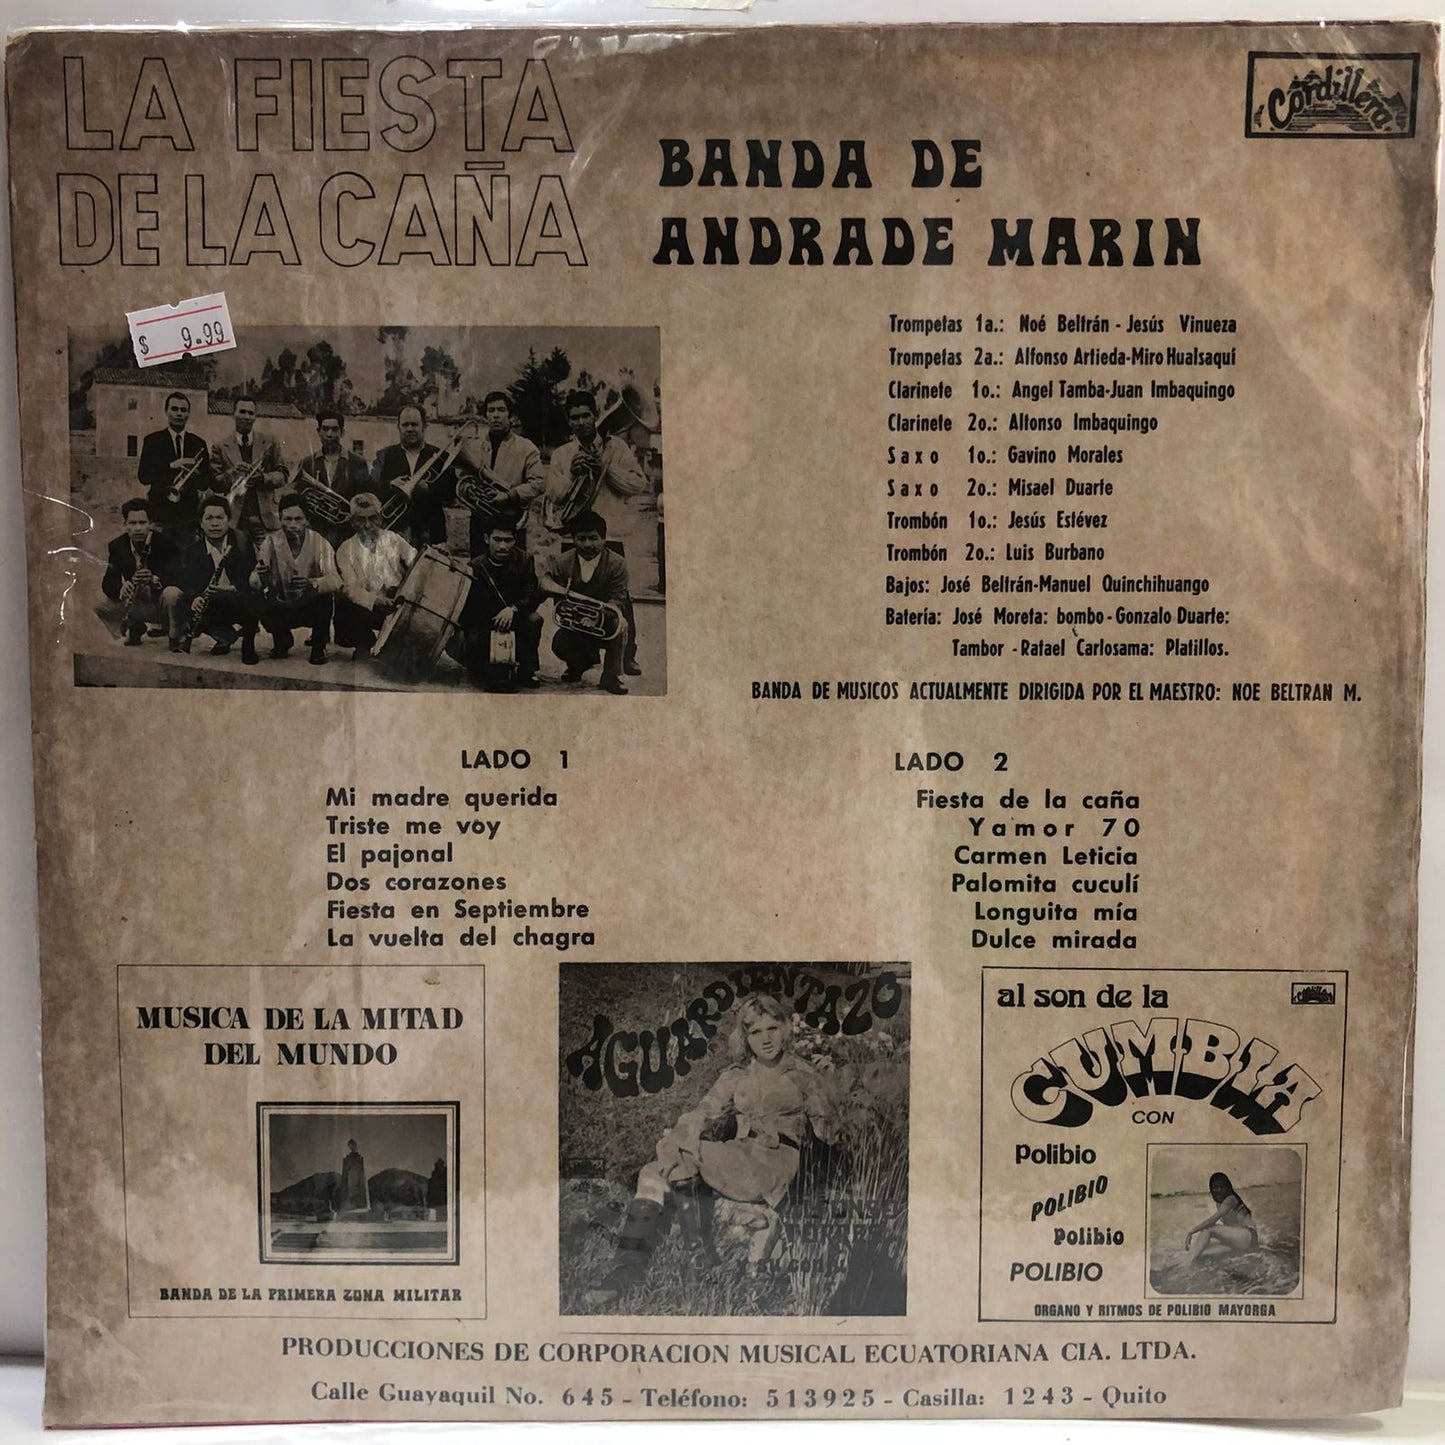 LA FIESTA
DE LA CAÑA
Cordillera
BANDA DE
ANDRADE MARIN
$ 9.99
Trompetas 1a.: Noé Beltrán - Jesús Vinueza
Trompetas 2a.: Alfonso Artieda-Miro Hualsaquí
Clarinete 1o.: Angel Tamba-Juan Imbaquingo
Clarinete 2o.: Alfonso Imbaquingo
Saxo 1o.: Gavino Morales
Saxo 2o.: Misael Duarte
Trombón 1o.: Jesús Estévez
Trombón 2o.: Luis Burbano
Bajos: José Beltrán-Manuel Quinchihuango
Batería: José Moreta: bombo - Gonzalo Duarte:
Tambor - Rafael Carlosama: Platillos.
BANDA DE MUSICOS ACTUALMENTE DIRIGIDA POR EL MAESTRO: NOE BELTRAN M.
LADO 1
Mi madre querida
Triste me voy
El pajonal
Dos corazones
Fiesta en Septiembre
La vuelta del chagra
LADO 2
Fiesta de la caña
Yamor 70
Carmen Leticia
Palomita cuculí
Longuita mía
Dulce mirada
MUSICA DE LA MITAD
DEL MUNDO
BANDA DE LA PRIMERA ZONA MILITAR
AGUARDIENTAZO
y su conj.
al son de la
Cordillera
CUMBIA
CON
Polibio
POLIBIO
Polibio
POLIBIO
ORGANO Y RITMOS DE POLIBIO MAYORGA
PRODUCCIONES DE CORPORACION MUSICAL ECUATORIANA CIA. LTDA.
Calle Guayaquil No. 645 - Teléfono: 513925 - Casilla: 1243 - Quito